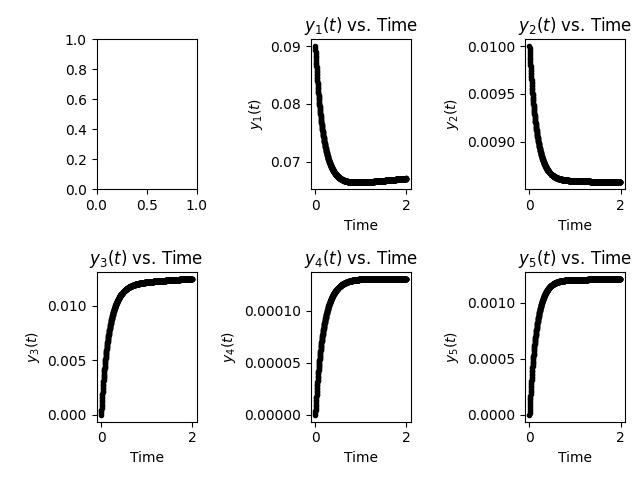 1.0
0.8
0.6
0.4
0.2
0.0
0.0 0.5 1.0
y₁(t) vs. Time
y₁(t)
0.09
0.08
0.07
0 2
Time
y₂(t) vs. Time
y₂(t)
0.0100
0.0095
0.0090
0 2
Time
y₃(t) vs. Time
y₃(t)
0.010
0.005
0.000
0 2
Time
y₄(t) vs. Time
y₄(t)
0.00010
0.00005
0.00000
0 2
Time
y₅(t) vs. Time
y₅(t)
0.0010
0.0005
0.0000
0 2
Time